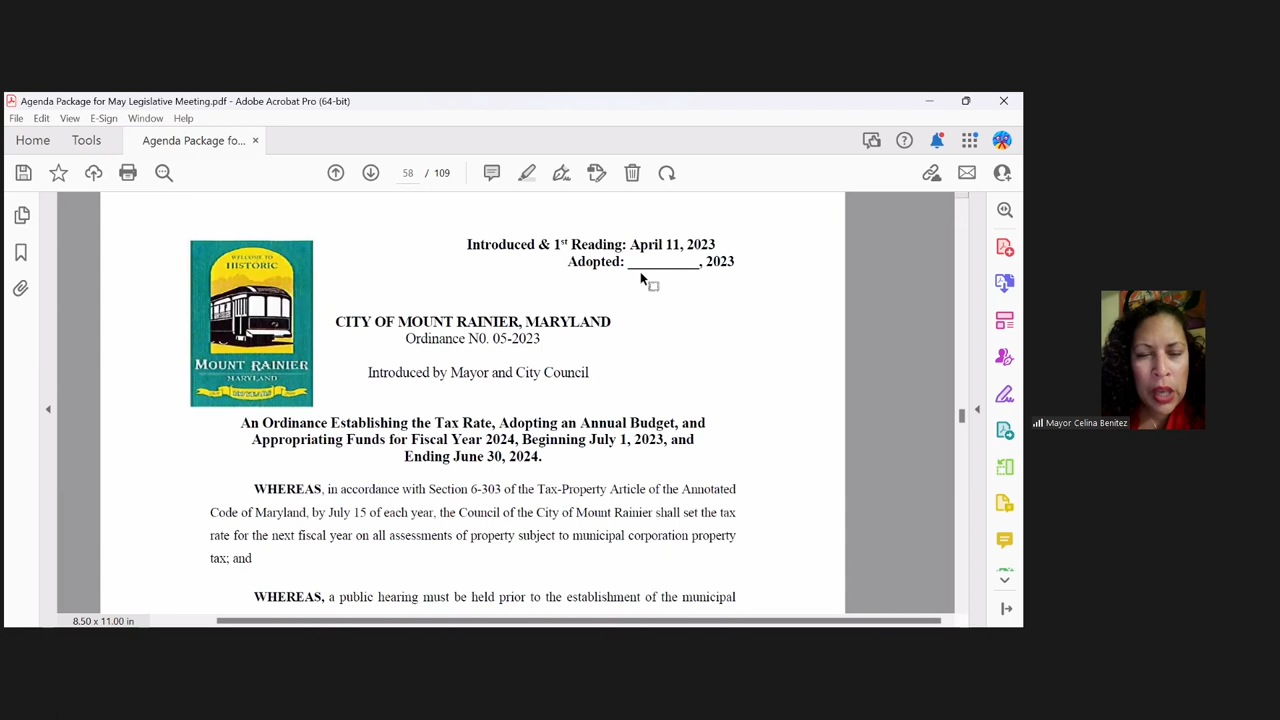 Agenda Package for May Legislative Meeting.pdf - Adobe Acrobat Pro (64-bit)
File Edit View E-Sign Window Help
Home Tools Agenda Package fo... ×
58 / 109
Introduced & 1st Reading: April 11, 2023
Adopted: __________, 2023
WELCOME TO
HISTORIC
MOUNT RAINIER
MARYLAND
CITY OF MOUNT RAINIER, MARYLAND
Ordinance N0. 05-2023
Introduced by Mayor and City Council
An Ordinance Establishing the Tax Rate, Adopting an Annual Budget, and
Appropriating Funds for Fiscal Year 2024, Beginning July 1, 2023, and
Ending June 30, 2024.
WHEREAS, in accordance with Section 6-303 of the Tax-Property Article of the Annotated
Code of Maryland, by July 15 of each year, the Council of the City of Mount Rainier shall set the tax
rate for the next fiscal year on all assessments of property subject to municipal corporation property
tax; and
WHEREAS, a public hearing must be held prior to the establishment of the municipal
8.50 x 11.00 in
Mayor Celina Benitez